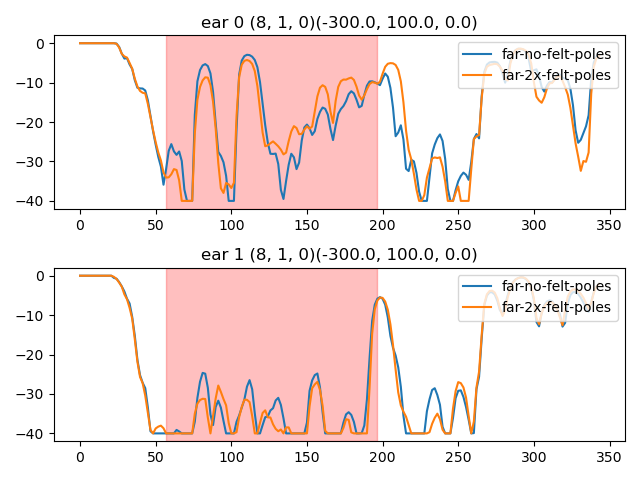 ear 0 (8, 1, 0)(-300.0, 100.0, 0.0)
0
−10
−20
−30
−40
far-no-felt-poles
far-2x-felt-poles
0 50 100 150 200 250 300 350
ear 1 (8, 1, 0)(-300.0, 100.0, 0.0)
0
−10
−20
−30
−40
far-no-felt-poles
far-2x-felt-poles
0 50 100 150 200 250 300 350